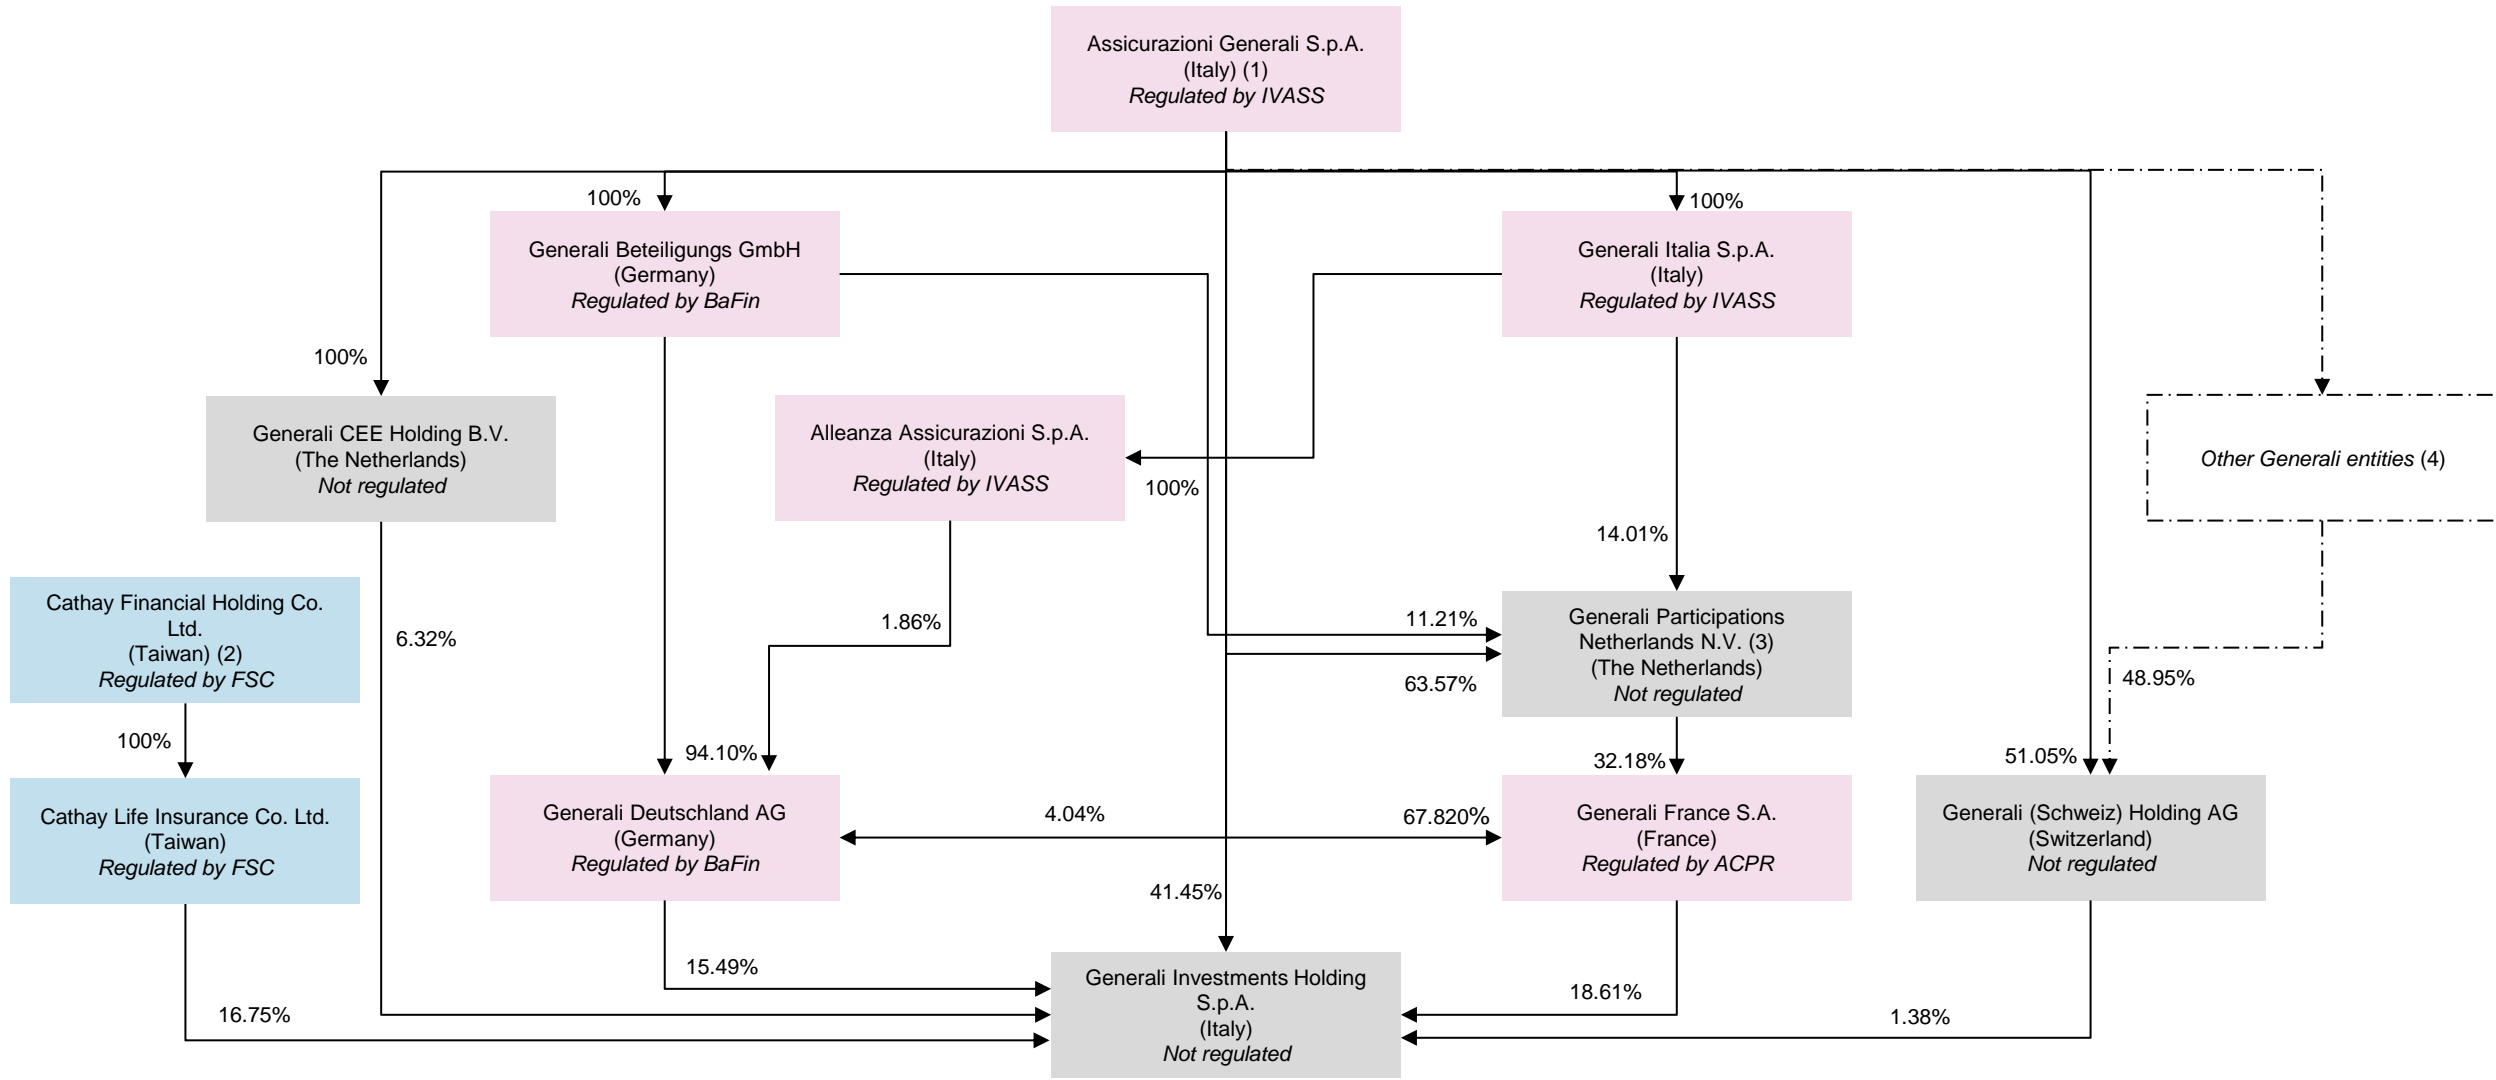 Assicurazioni Generali S.p.A.
(Italy) (1)
Regulated by IVASS
100%
100%
Generali Beteiligungs GmbH
(Germany)
Regulated by BaFin
Generali Italia S.p.A.
(Italy)
Regulated by IVASS
100%
Generali CEE Holding B.V.
(The Netherlands)
Not regulated
Alleanza Assicurazioni S.p.A.
(Italy)
Regulated by IVASS
100%
Other Generali entities (4)
14.01%
Cathay Financial Holding Co.
Ltd.
(Taiwan) (2)
Regulated by FSC
6.32%
1.86%
11.21%
63.57%
Generali Participations
Netherlands N.V. (3)
(The Netherlands)
Not regulated
48.95%
100%
94.10%
32.18%
51.05%
Cathay Life Insurance Co. Ltd.
(Taiwan)
Regulated by FSC
Generali Deutschland AG
(Germany)
Regulated by BaFin
4.04%
67.820%
Generali France S.A.
(France)
Regulated by ACPR
Generali (Schweiz) Holding AG
(Switzerland)
Not regulated
41.45%
15.49%
16.75%
Generali Investments Holding
S.p.A.
(Italy)
Not regulated
18.61%
1.38%